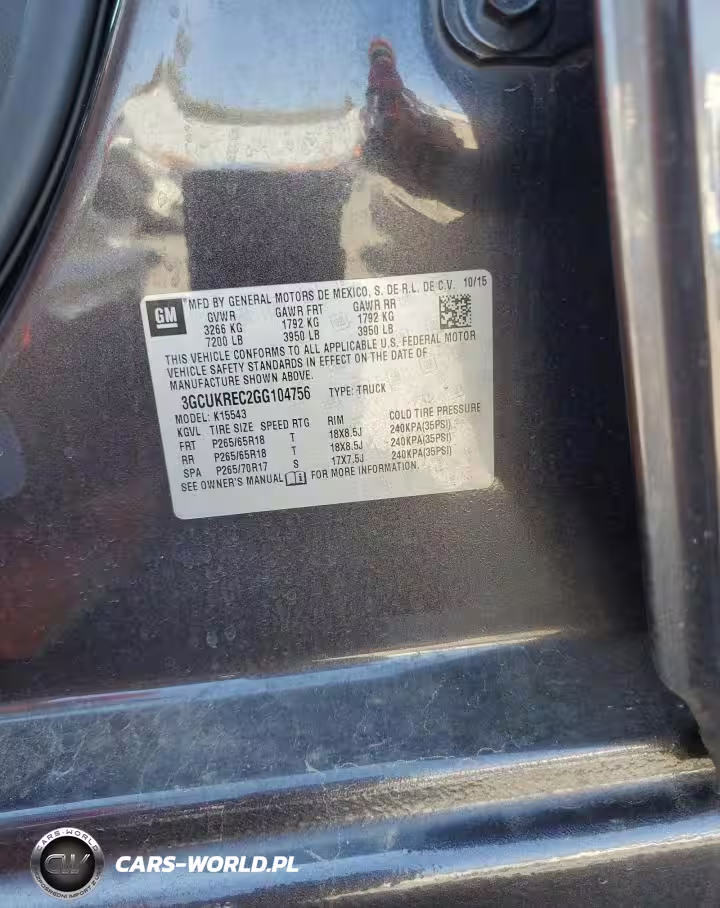 GM
MFD BY GENERAL MOTORS DE MEXICO, S. DE R.L. DE C.V. 10/15
GVWR GAWR FRT GAWR RR
3266 KG 1792 KG 1792 KG
7200 LB 3950 LB 3950 LB
THIS VEHICLE CONFORMS TO ALL APPLICABLE U.S. FEDERAL MOTOR
VEHICLE SAFETY STANDARDS IN EFFECT ON THE DATE OF
MANUFACTURE SHOWN ABOVE.
3GCUKREC2GG104756 TYPE: TRUCK
MODEL: K15543
KGVL TIRE SIZE SPEED RTG RIM COLD TIRE PRESSURE
FRT P265/65R18 T 18X8.5J 240KPA(35PSI)
RR P265/65R18 T 18X8.5J 240KPA(35PSI)
SPA P265/70R17 S 17X7.5J 240KPA(35PSI)
SEE OWNER'S MANUAL FOR MORE INFORMATION.
CARS-WORLD
CW
CARS-WORLD.PL